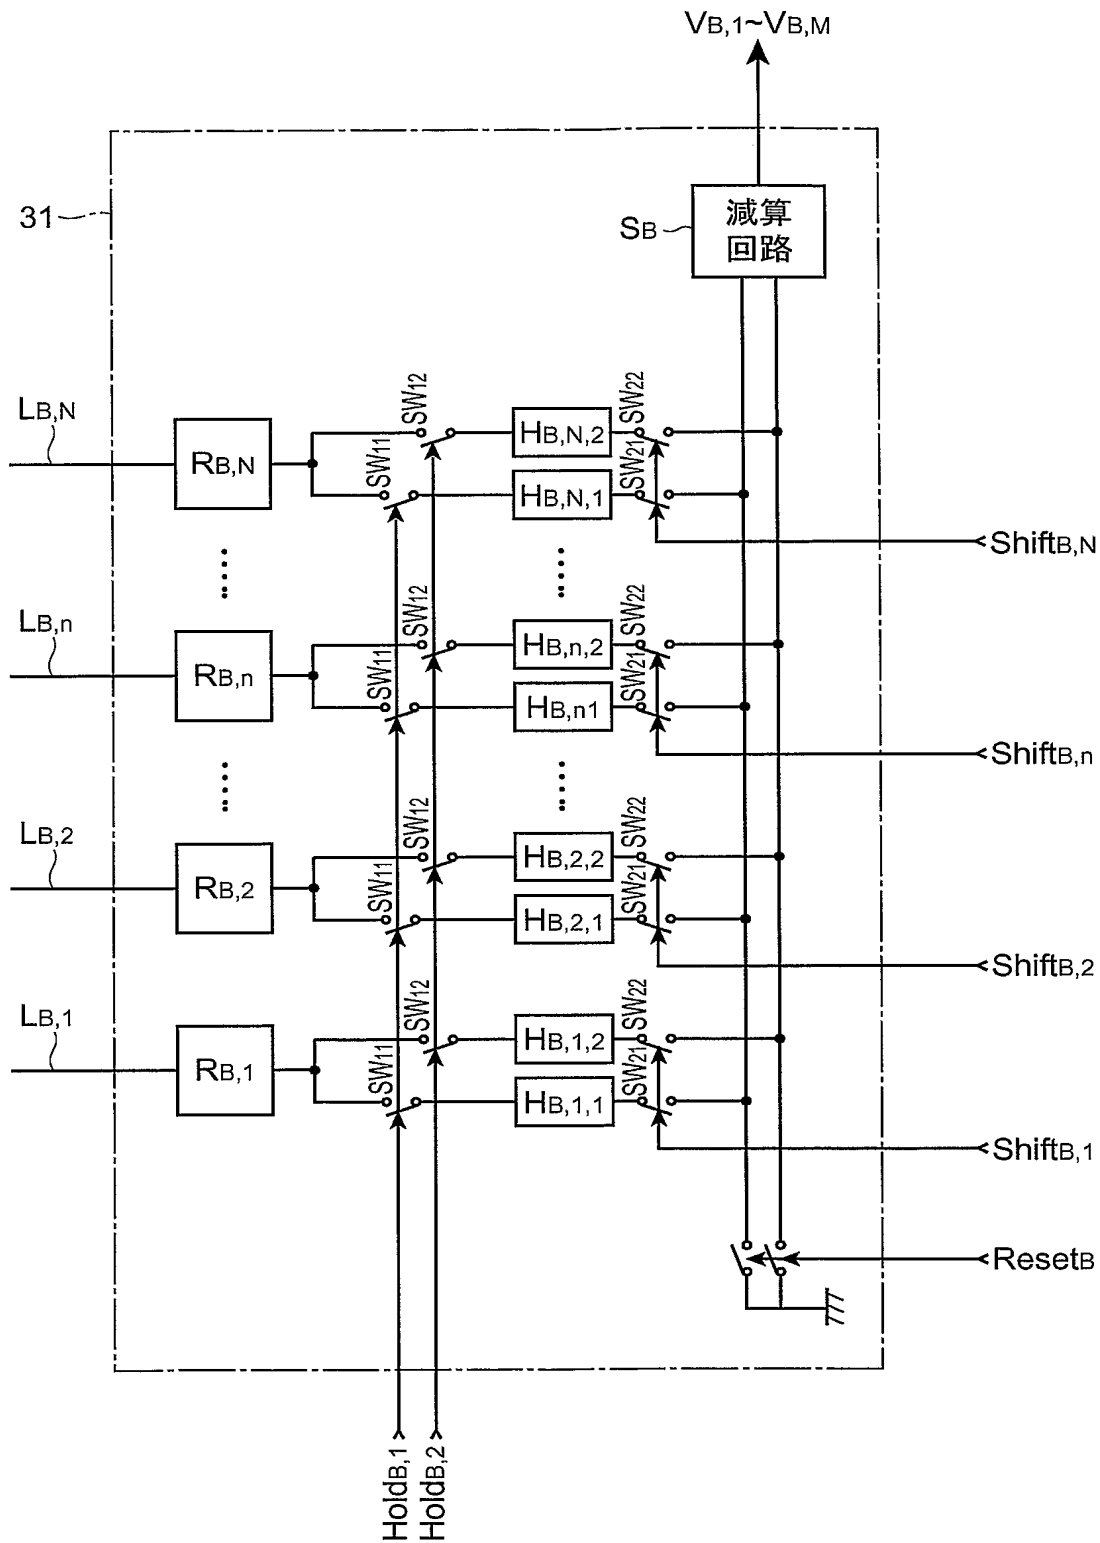 VB,1~VB,M
31
SB
減算
回路
LB,N
RB,N
SW11
SW12
HB,N,2
HB,N,1
SW22
SW21
ShiftB,N
LB,n
RB,n
SW11
SW12
HB,n,2
HB,n1
SW22
SW21
ShiftB,n
LB,2
RB,2
SW11
SW12
HB,2,2
HB,2,1
SW22
SW21
ShiftB,2
LB,1
RB,1
SW11
SW12
HB,1,2
HB,1,1
SW22
SW21
ShiftB,1
ResetB
HoldB,1
HoldB,2